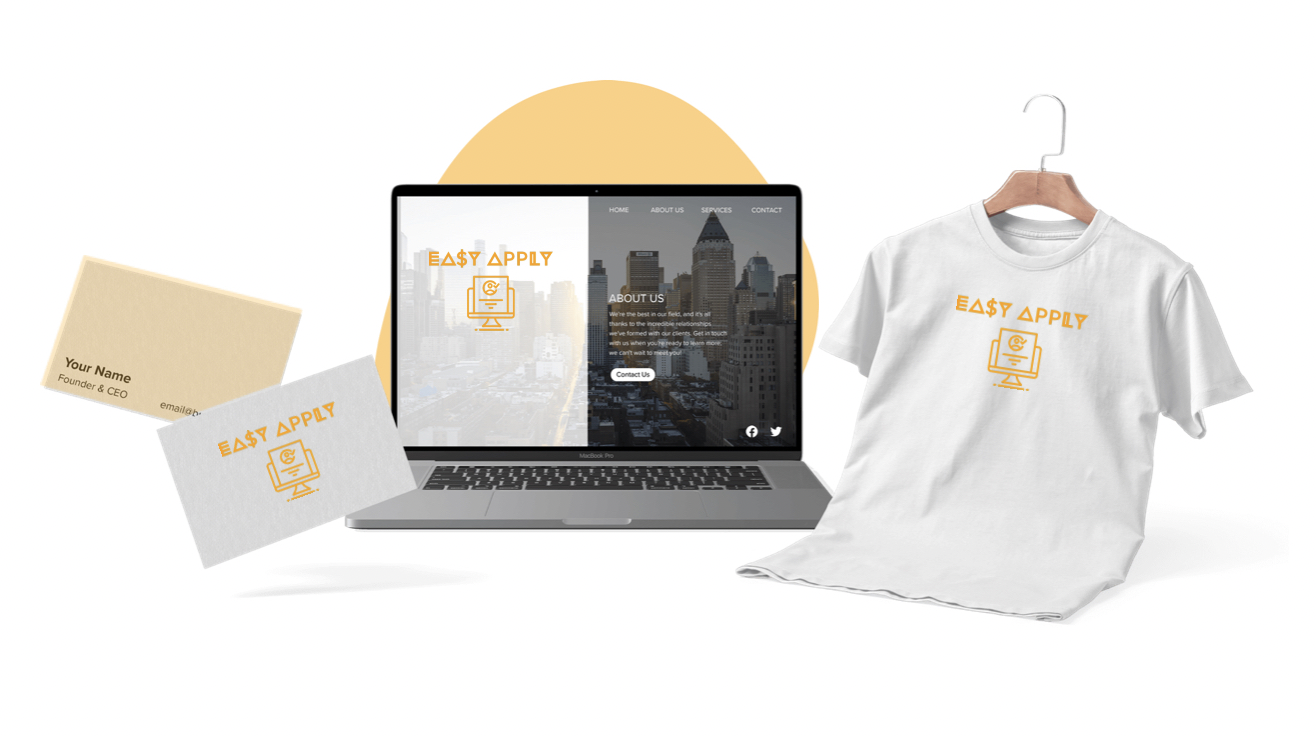 Your Name
Founder & CEO
email@b
EA$Y APPLY
EA$Y APPLY
HOME ABOUT US SERVICES CONTACT
ABOUT US
We're the best in our field, and it's all
thanks to the incredible relationships
we've formed with our clients. Get in touch
with us when you're ready to learn more,
we can't wait to meet you!
Contact Us
MacBook Pro
EA$Y APPLY